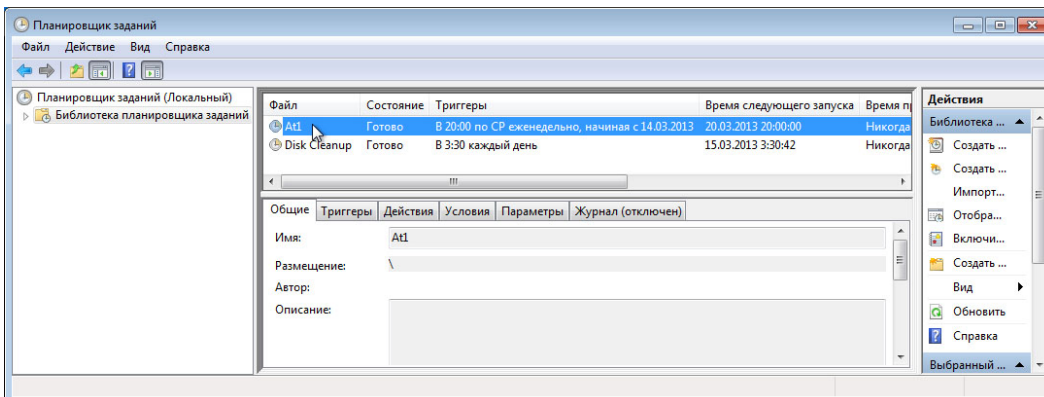 Планировщик заданий
Файл Действие Вид Справка
Планировщик заданий (Локальный)
Библиотека планировщика заданий
Файл Состояние Триггеры Время следующего запуска Время п
At1 Готово В 20:00 по СР еженедельно, начиная с 14.03.2013 20.03.2013 20:00:00 Никогда
Disk Cleanup Готово В 3:30 каждый день 15.03.2013 3:30:42 Никогда
Общие Триггеры Действия Условия Параметры Журнал (отключен)
Имя: At1
Размещение: \
Автор:
Описание:
Действия
Библиотека ...
Создать ...
Создать ...
Импорт...
Отобра...
Включи...
Создать ...
Вид
Обновить
Справка
Выбранный ...